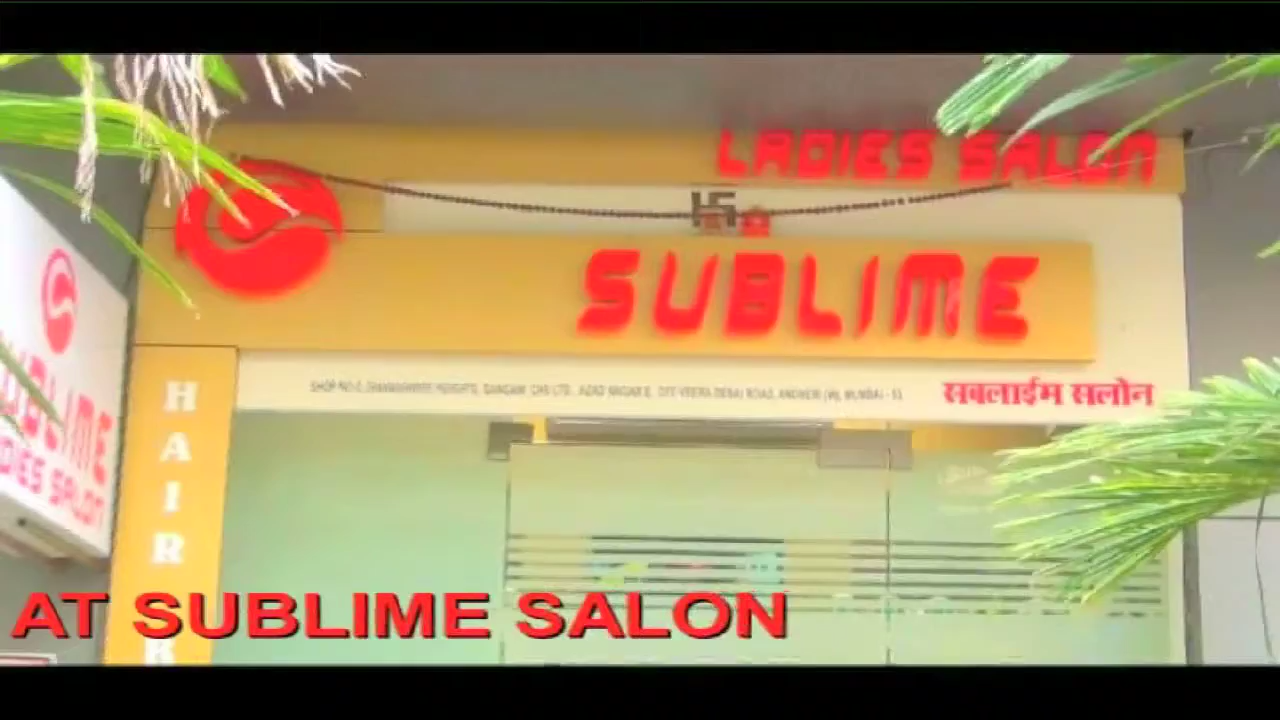 LADIES SALON
SUBLIME
सबलाईम सलोन
HAIR
SUBLIME
LADIES SALON
AT SUBLIME SALON